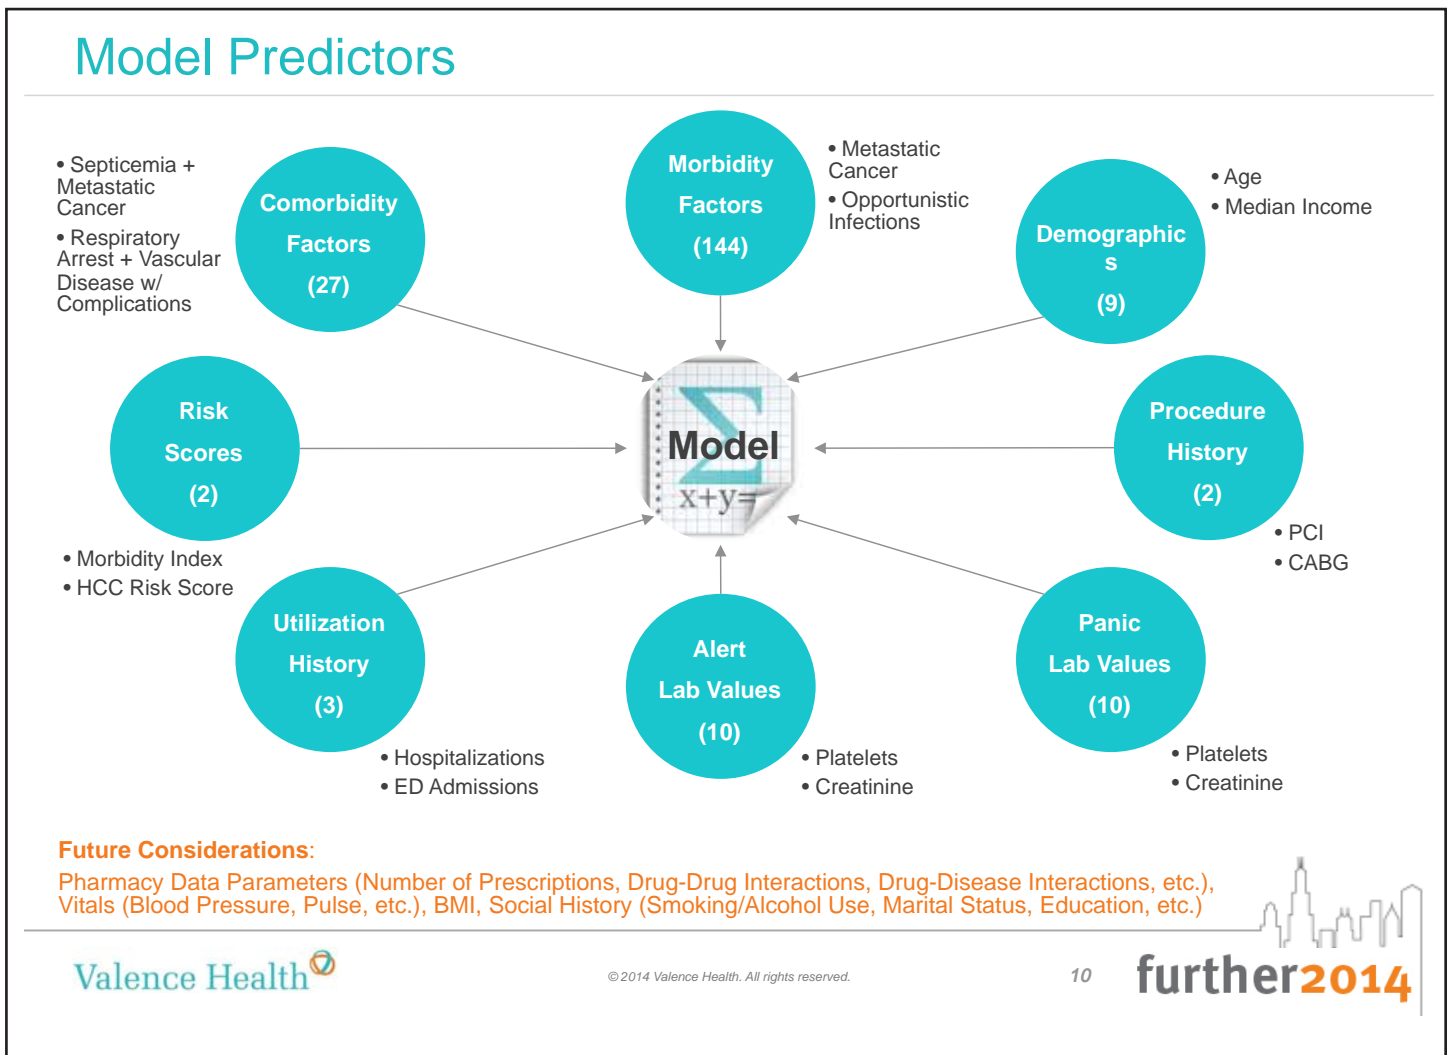 Model Predictors
• Septicemia +
Metastatic
Cancer
• Respiratory
Arrest + Vascular
Disease w/
Complications
Comorbidity
Factors
(27)
Morbidity
Factors
(144)
• Metastatic
Cancer
• Opportunistic
Infections
Demographic
s
(9)
• Age
• Median Income
Risk
Scores
(2)
• Morbidity Index
• HCC Risk Score
Σ
Model
x+y=
Procedure
History
(2)
• PCI
• CABG
Utilization
History
(3)
• Hospitalizations
• ED Admissions
Alert
Lab Values
(10)
• Platelets
• Creatinine
Panic
Lab Values
(10)
• Platelets
• Creatinine
Future Considerations:
Pharmacy Data Parameters (Number of Prescriptions, Drug-Drug Interactions, Drug-Disease Interactions, etc.),
Vitals (Blood Pressure, Pulse, etc.), BMI, Social History (Smoking/Alcohol Use, Marital Status, Education, etc.)
Valence Health
© 2014 Valence Health. All rights reserved.
10
further2014